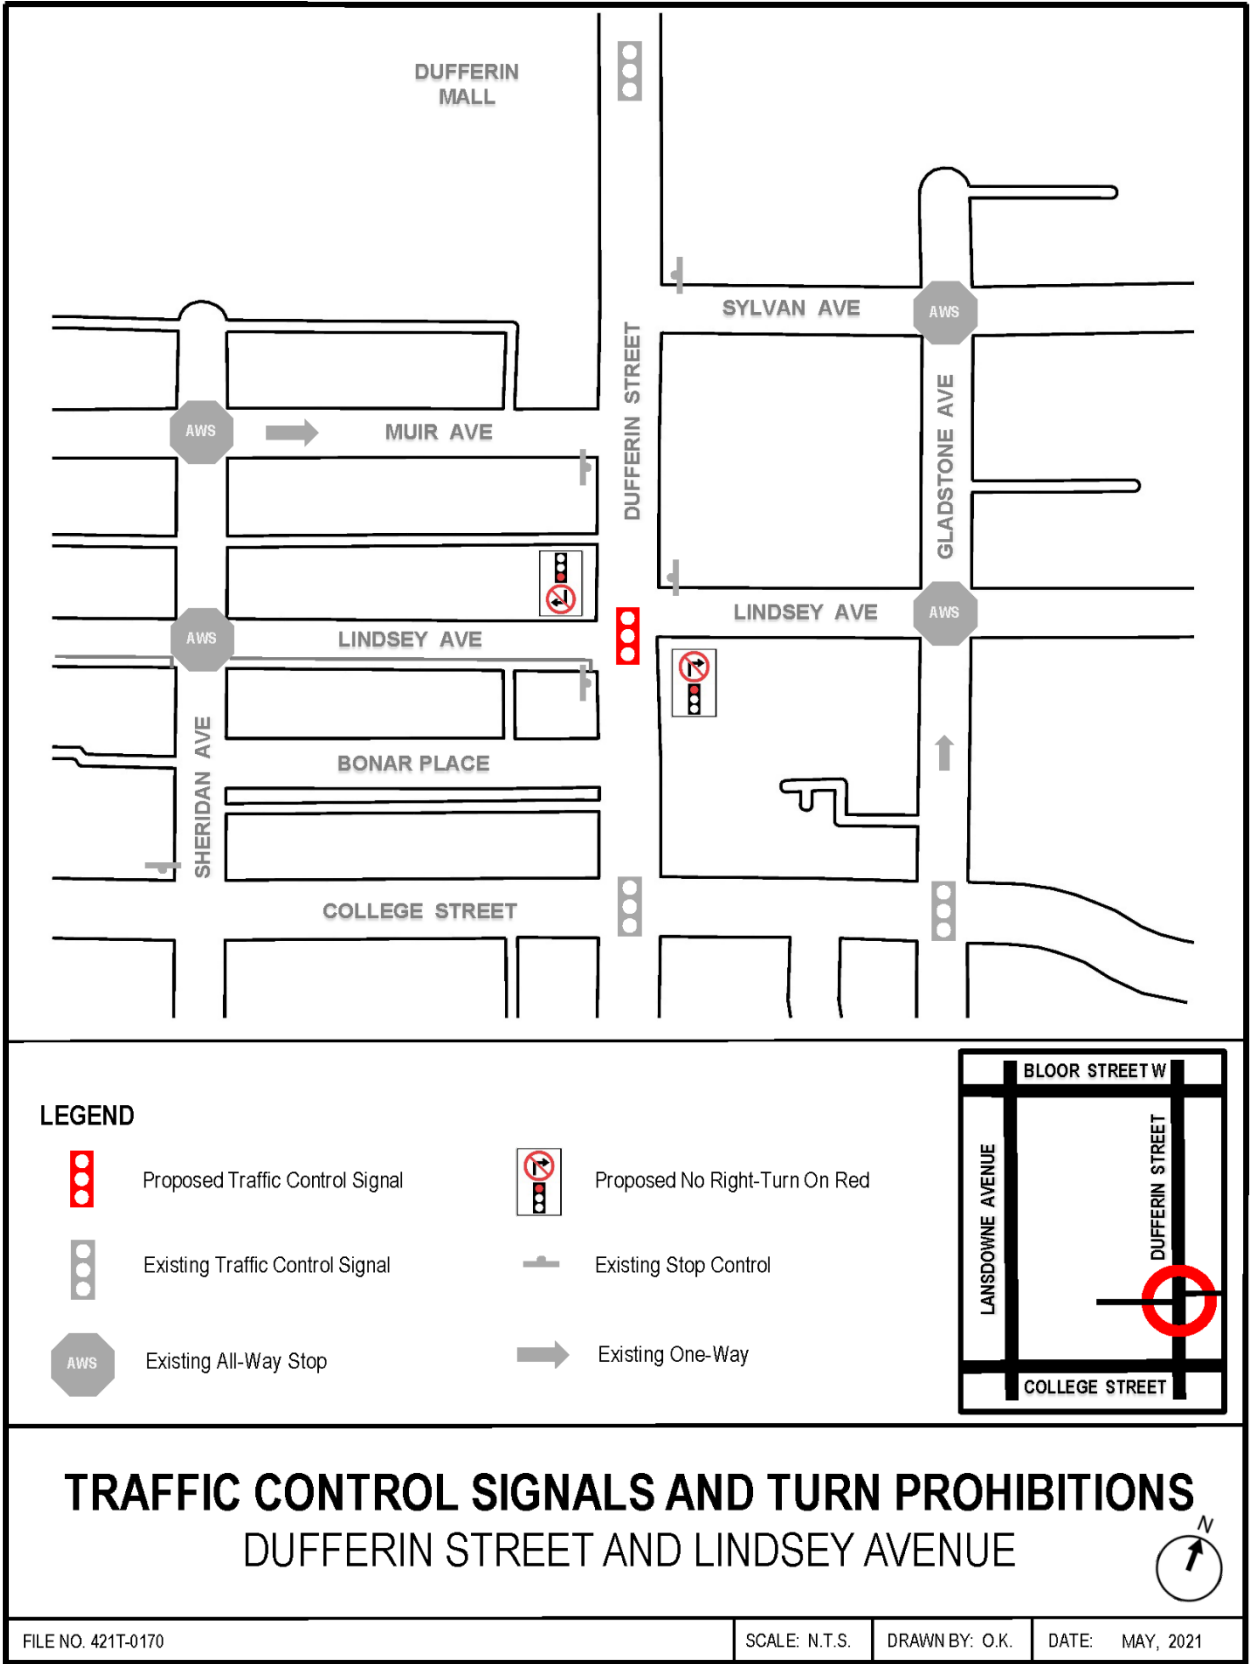 DUFFERIN
MALL
SYLVAN AVE
AWS
DUFFERIN STREET
GLADSTONE AVE
AWS
MUIR AVE
LINDSEY AVE
AWS
AWS
LINDSEY AVE
SHERIDAN AVE
BONAR PLACE
COLLEGE STREET
LEGEND
Proposed Traffic Control Signal
Proposed No Right-Turn On Red
Existing Traffic Control Signal
Existing Stop Control
AWS
Existing All-Way Stop
Existing One-Way
BLOOR STREET W
LANSDOWNE AVENUE
DUFFERIN STREET
COLLEGE STREET
TRAFFIC CONTROL SIGNALS AND TURN PROHIBITIONS
DUFFERIN STREET AND LINDSEY AVENUE
N
FILE NO. 421T-0170
SCALE: N.T.S.
DRAWN BY: O.K.
DATE: MAY, 2021